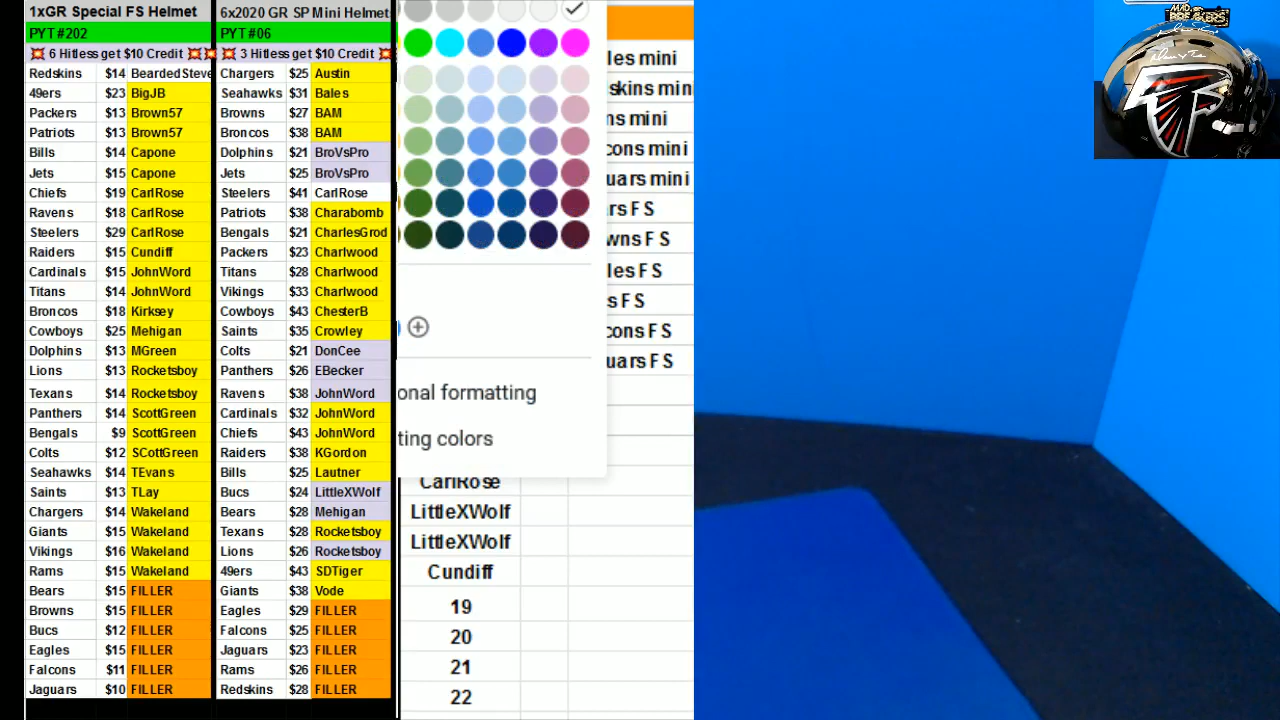 1xGR Special FS Helmet
PYT #202
6 Hitless get $10 Credit
Redskins $14 BeardedSteve
49ers $23 BigJB
Packers $13 Brown57
Patriots $13 Brown57
Bills $14 Capone
Jets $15 Capone
Chiefs $19 CarlRose
Ravens $18 CarlRose
Steelers $29 CarlRose
Raiders $15 Cundiff
Cardinals $15 JohnWord
Titans $14 JohnWord
Broncos $18 Kirksey
Cowboys $25 Mehigan
Dolphins $13 MGreen
Lions $13 Rocketsboy
Texans $14 Rocketsboy
Panthers $14 ScottGreen
Bengals $9 ScottGreen
Colts $12 SCottGreen
Seahawks $14 TEvans
Saints $13 TLay
Chargers $14 Wakeland
Giants $15 Wakeland
Vikings $16 Wakeland
Rams $15 Wakeland
Bears $15 FILLER
Browns $15 FILLER
Bucs $12 FILLER
Eagles $15 FILLER
Falcons $11 FILLER
Jaguars $10 FILLER
6x2020 GR SP Mini Helmet
PYT #06
3 Hitless get $10 Credit
Chargers $25 Austin
Seahawks $31 Bales
Browns $27 BAM
Broncos $38 BAM
Dolphins $21 BroVsPro
Jets $25 BroVsPro
Steelers $41 CarlRose
Patriots $38 Charabomb
Bengals $21 CharlesGrod
Packers $23 Charlwood
Titans $28 Charlwood
Vikings $33 Charlwood
Cowboys $43 ChesterB
Saints $35 Crowley
Colts $21 DonCee
Panthers $26 EBecker
Ravens $38 JohnWord
Cardinals $32 JohnWord
Chiefs $43 JohnWord
Raiders $38 KGordon
Bills $25 Lautner
Bucs $24 LittleXWolf
Bears $28 Mehigan
Texans $28 Rocketsboy
Lions $26 Rocketsboy
49ers $43 SDTiger
Giants $38 Vode
Eagles $29 FILLER
Falcons $25 FILLER
Jaguars $23 FILLER
Rams $26 FILLER
Redskins $28 FILLER
onal formatting
ting colors
les mini
skins mini
ns mini
cons mini
uars mini
rs FS
wns FS
les FS
s FS
cons FS
uars FS
CarlRose
LittleXWolf
LittleXWolf
Cundiff
19
20
21
22
MAD
BREAKERS